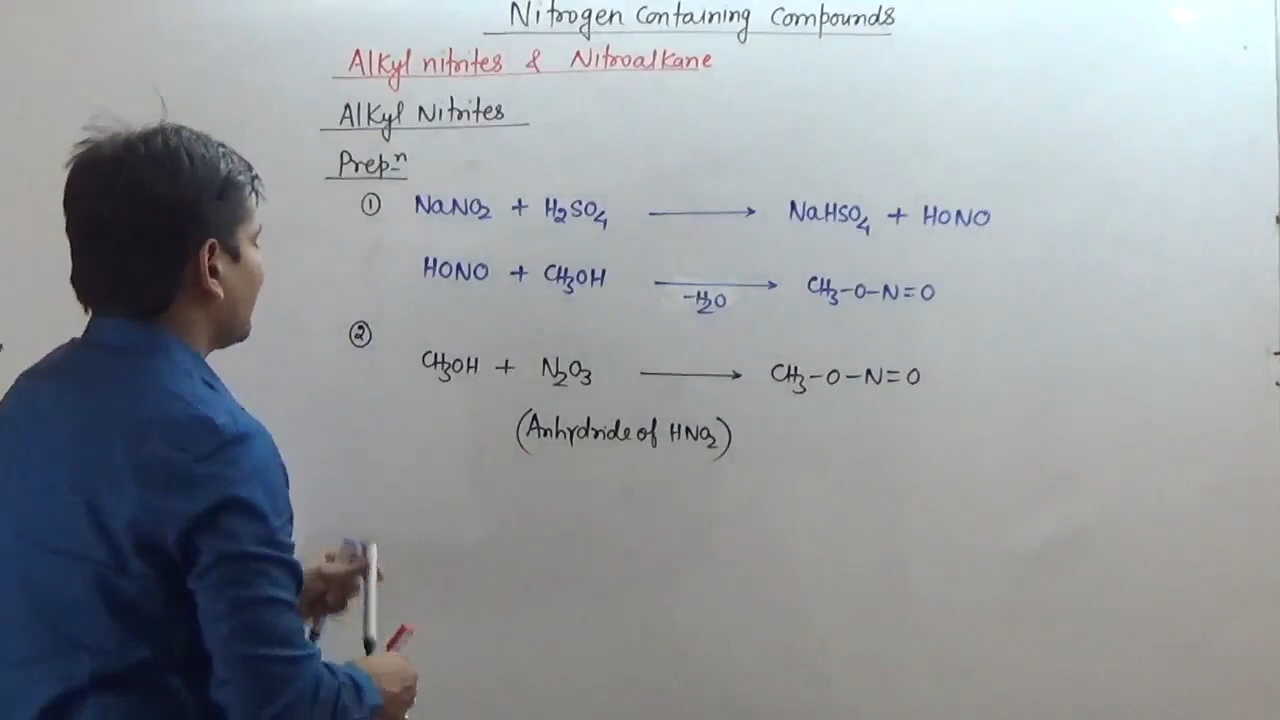 Nitrogen Containing Compounds
Alkyl nitrites & Nitroalkane
Alkyl Nitrites
Prepⁿ
① NaNO₂ + H₂SO₄ ⟶ NaHSO₄ + HONO
HONO + CH₃OH ⟶ CH₃-O-N=O
-H₂O
②
CH₃OH + N₂O₃ ⟶ CH₃-O-N=O
(Anhydride of HNO₂)